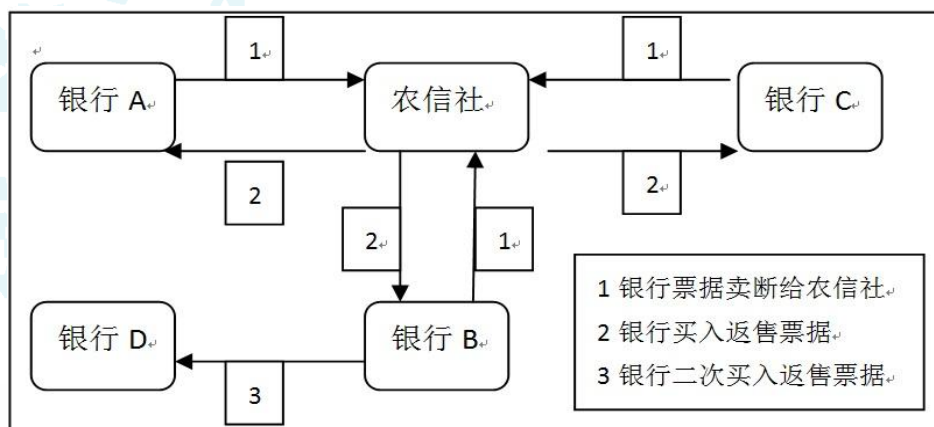 1
1
银行 A
农信社
银行 C
2
2
2
1
银行 D
银行 B
3
1 银行票据卖断给农信社
2 银行买入返售票据
3 银行二次买入返售票据